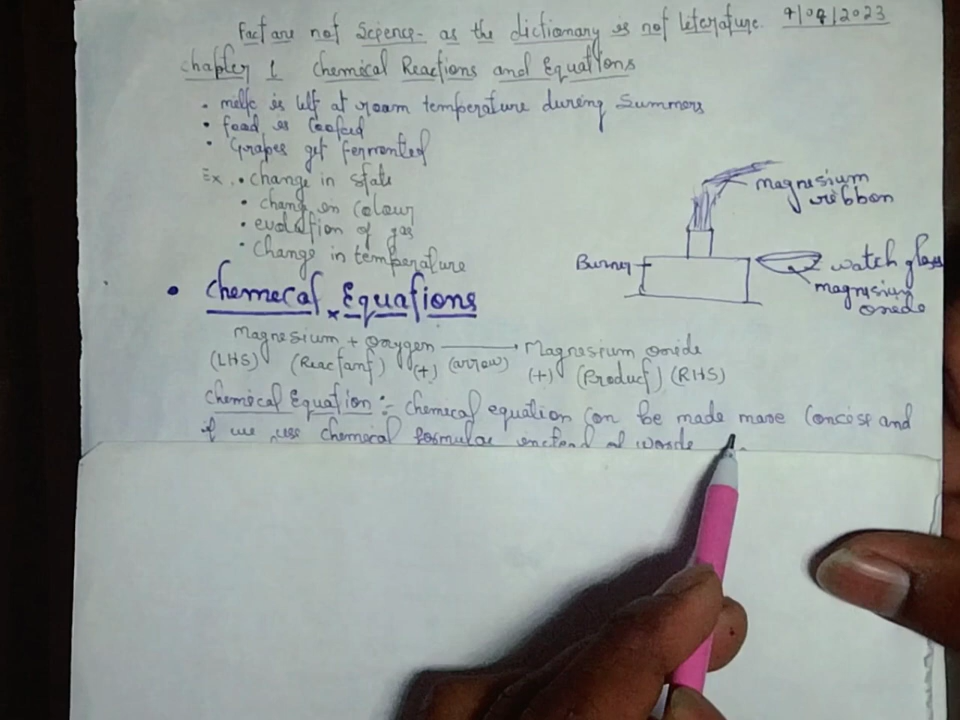 Fact are not Science - as the dictionary is not literature. 7/08/2023
Chapter 1 Chemical Reactions and Equations
• milk is left at room temperature during Summers
• food is cooked
• Grapes get fermented
Ex. • change in state
• change in colour
• evolution of gas
• change in temperature
magnesium
ribbon
Burner
watch glass
magnesium
oxide
• Chemical Equations
Magnesium + Oxygen → Magnesium oxide
(LHS) (Reactant) (+) (arrow) (+) (Product) (RHS)
Chemical Equation :- chemical equation can be made more concise and
if we use chemical formulae instead of words